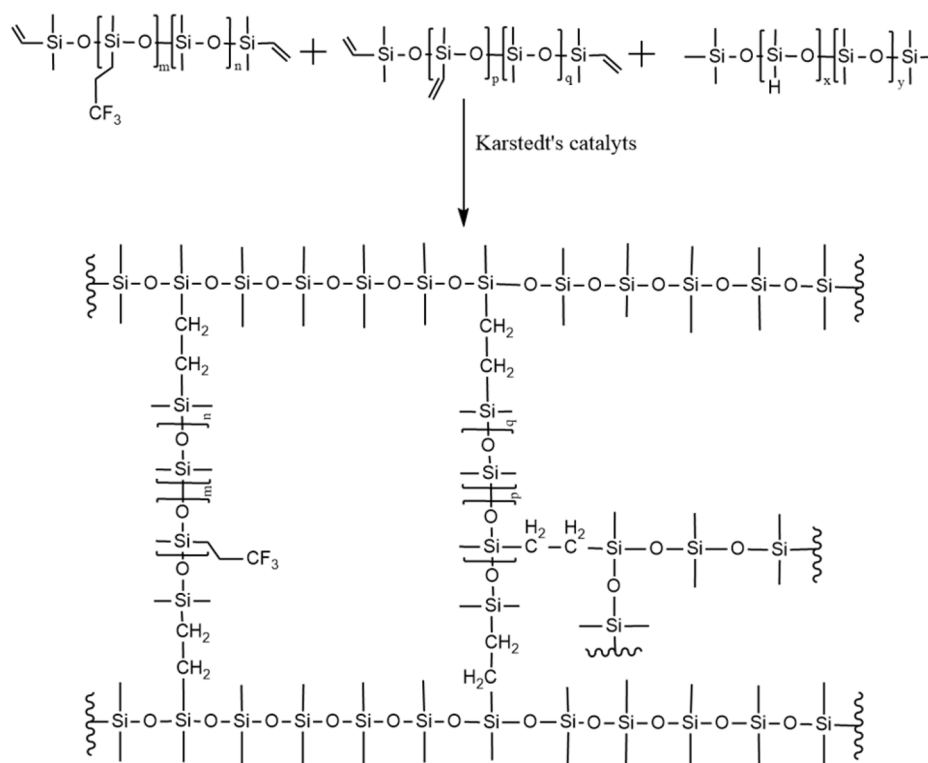 Si-O Si-O m Si-O n Si + Si-O Si-O p Si-O q Si + Si-O Si-O x Si-O y Si
CF3
H
Karstedt's catalyts
Si-O-Si-O-Si-O-Si-O-Si-O-Si-O-Si-O-Si-O-Si-O-Si-O-Si-O-Si
CH2 CH2
CH2 CH2
Si n Si q
O O
Si m Si p
O O H2 H2
Si CF3 Si-C-C-Si-O-Si-O-Si
O O O
Si Si Si
CH2 CH2
CH2 H2C
Si-O-Si-O-Si-O-Si-O-Si-O-Si-O-Si-O-Si-O-Si-O-Si-O-Si-O-Si